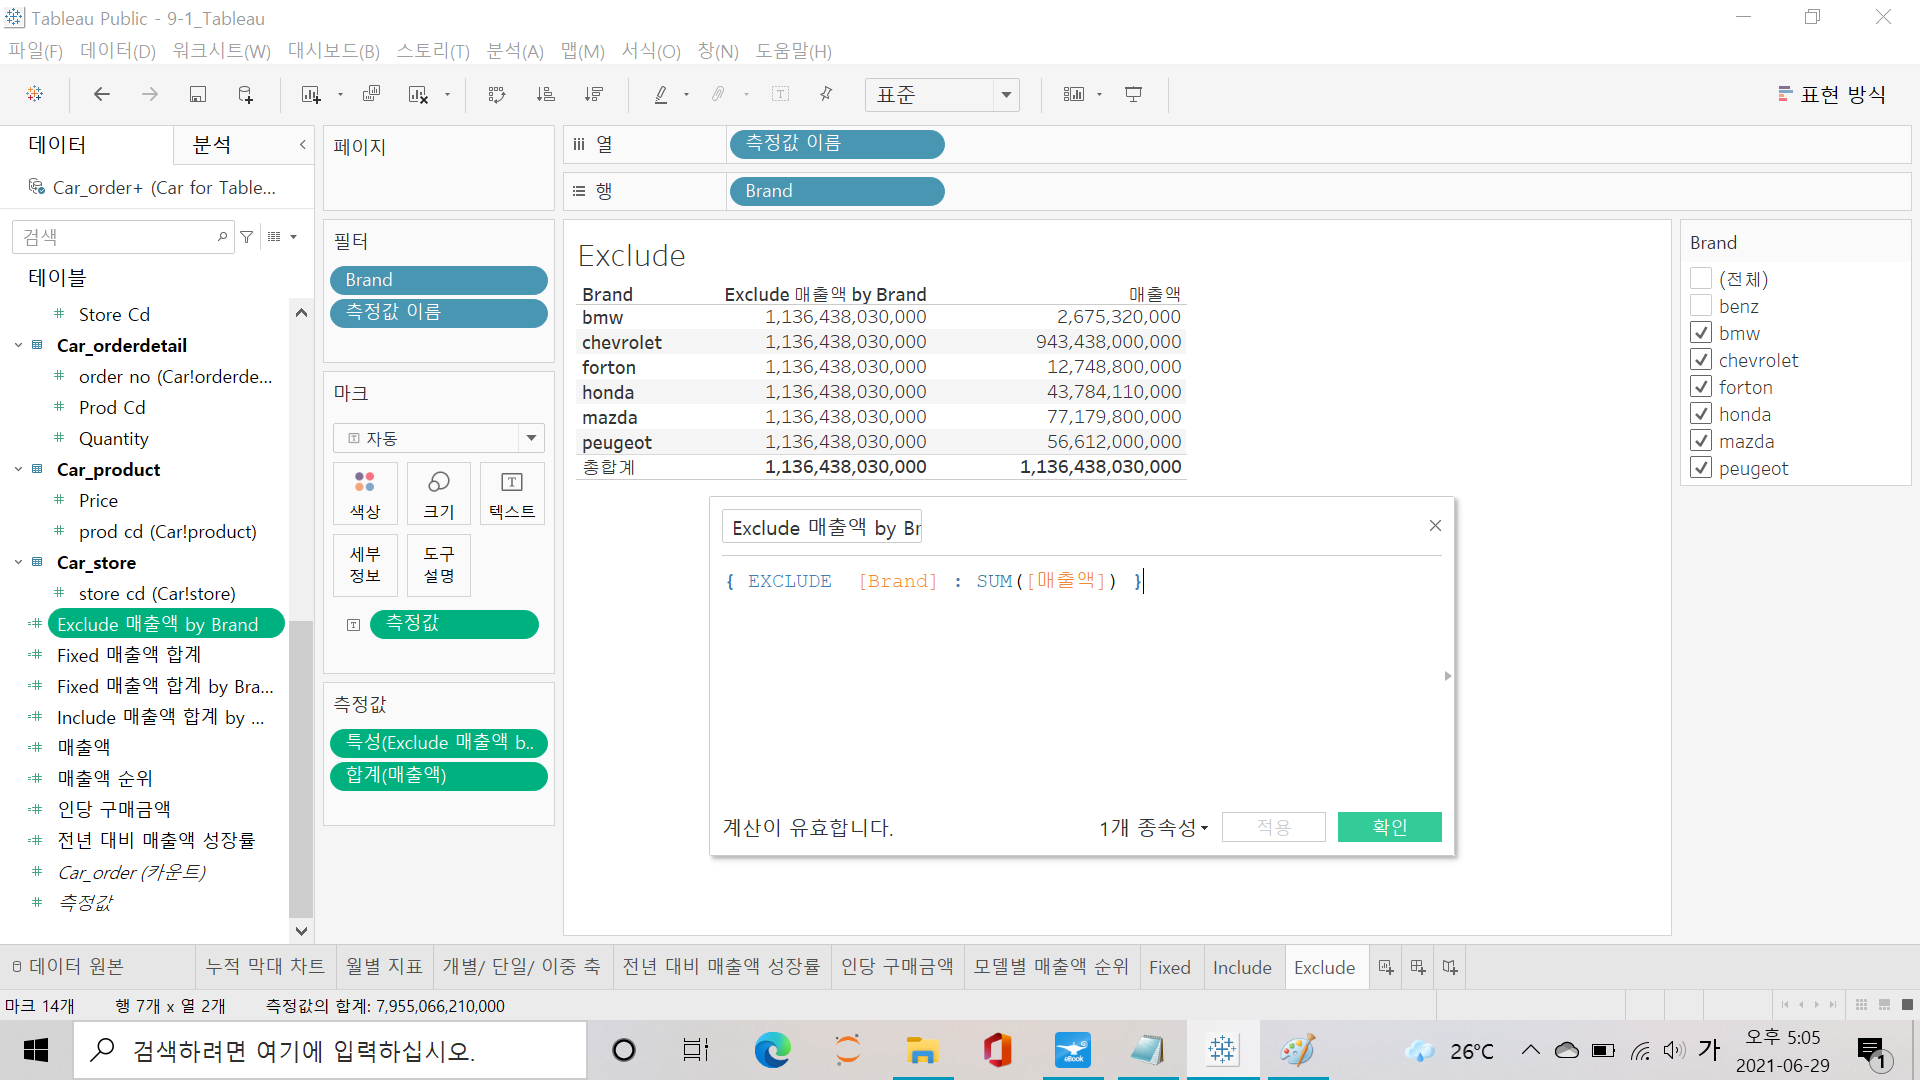 Tableau Public - 9-1_Tableau
파일(F) 데이터(D) 워크시트(W) 대시보드(B) 스토리(T) 분석(A) 맵(M) 서식(O) 창(N) 도움말(H)
표준
표현 방식
데이터
분석
Car_order+ (Car for Table...
검색
테이블
Store Cd
Car_orderdetail
order no (Car!orderde...
Prod Cd
Quantity
Car_product
Price
prod cd (Car!product)
Car_store
store cd (Car!store)
Exclude 매출액 by Brand
Fixed 매출액 합계
Fixed 매출액 합계 by Bra...
Include 매출액 합계 by ...
매출액
매출액 순위
인당 구매금액
전년 대비 매출액 성장률
Car_order (카운트)
측정값
페이지
필터
Brand
측정값 이름
마크
자동
색상
크기
텍스트
세부 정보
도구 설명
측정값
측정값
특성(Exclude 매출액 b..
합계(매출액)
열
측정값 이름
행
Brand
Exclude
Brand Exclude 매출액 by Brand 매출액
bmw 1,136,438,030,000 2,675,320,000
chevrolet 1,136,438,030,000 943,438,000,000
forton 1,136,438,030,000 12,748,800,000
honda 1,136,438,030,000 43,784,110,000
mazda 1,136,438,030,000 77,179,800,000
peugeot 1,136,438,030,000 56,612,000,000
총합계 1,136,438,030,000 1,136,438,030,000
Exclude 매출액 by Br
{ EXCLUDE [Brand] : SUM([매출액]) }
계산이 유효합니다.
1개 종속성
적용
확인
Brand
(전체)
benz
bmw
chevrolet
forton
honda
mazda
peugeot
데이터 원본
누적 막대 차트
월별 지표
개별/ 단일/ 이중 축
전년 대비 매출액 성장률
인당 구매금액
모델별 매출액 순위
Fixed
Include
Exclude
마크 14개 행 7개 x 열 2개 측정값의 합계: 7,955,066,210,000
검색하려면 여기에 입력하십시오.
eBook
26°C
가
오후 5:05
2021-06-29
1